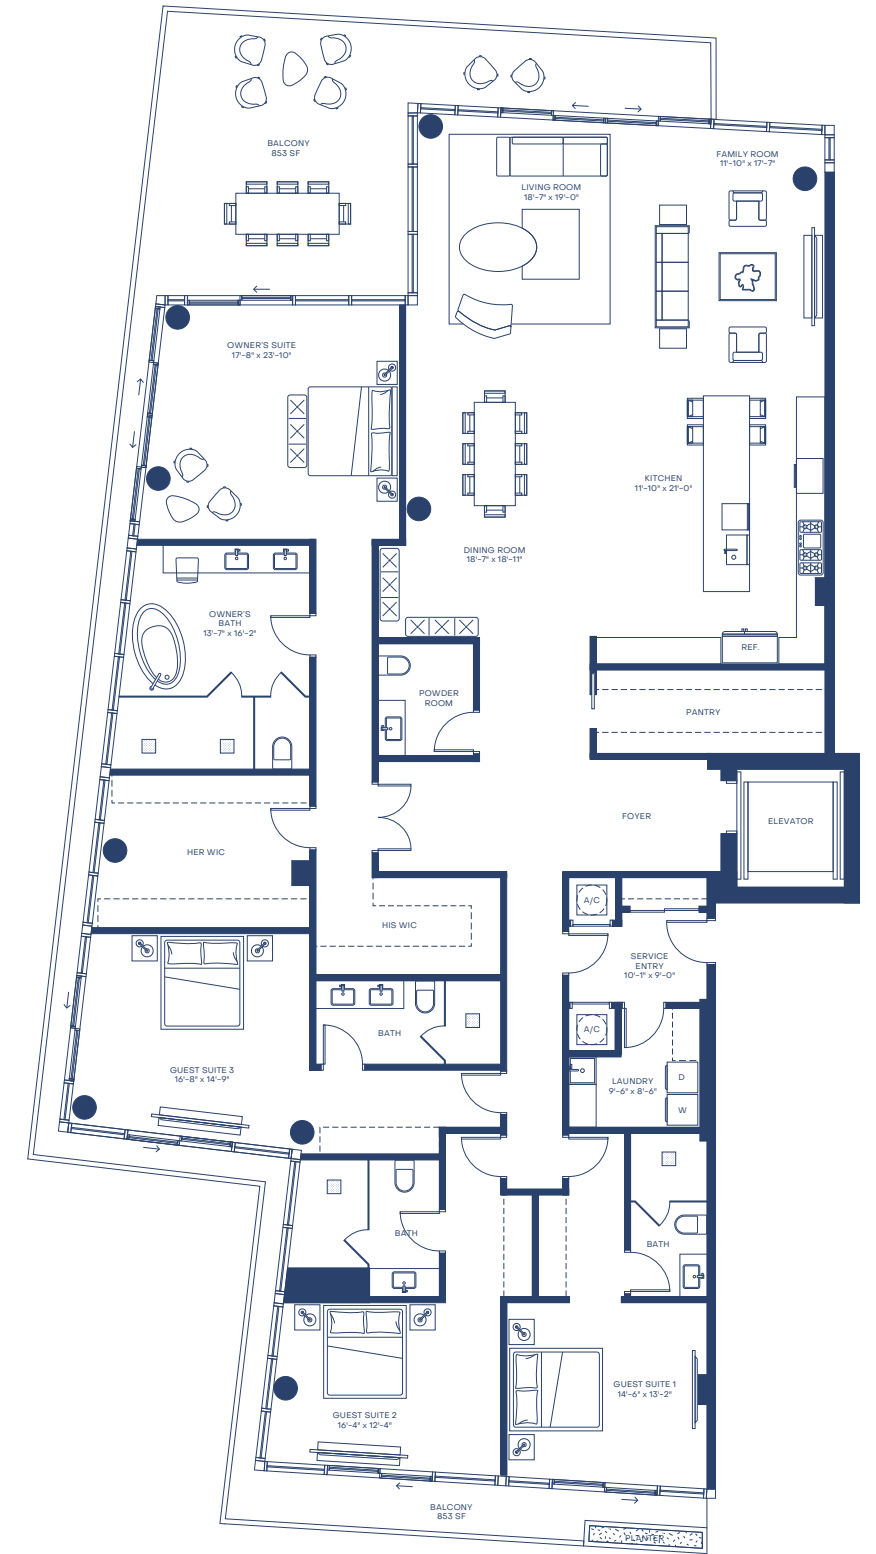 BALCONY
853 SF
FAMILY ROOM
11'-10" x 17'-7"
LIVING ROOM
18'-7" x 19'-0"
OWNER'S SUITE
17'-8" x 23'-10"
KITCHEN
11'-10" x 21'-0"
DINING ROOM
18'-7" x 18'-11"
OWNER'S
BATH
13'-7" x 16'-2"
REF.
POWDER
ROOM
PANTRY
FOYER
ELEVATOR
HER WIC
A/C
HIS WIC
SERVICE
ENTRY
10'-1" x 9'-0"
BATH
A/C
GUEST SUITE 3
16'-8" x 14'-9"
LAUNDRY
9'-6" x 8'-6"
D
W
BATH
BATH
GUEST SUITE 1
14'-6" x 13'-2"
GUEST SUITE 2
16'-4" x 12'-4"
BALCONY
853 SF
PLANTER